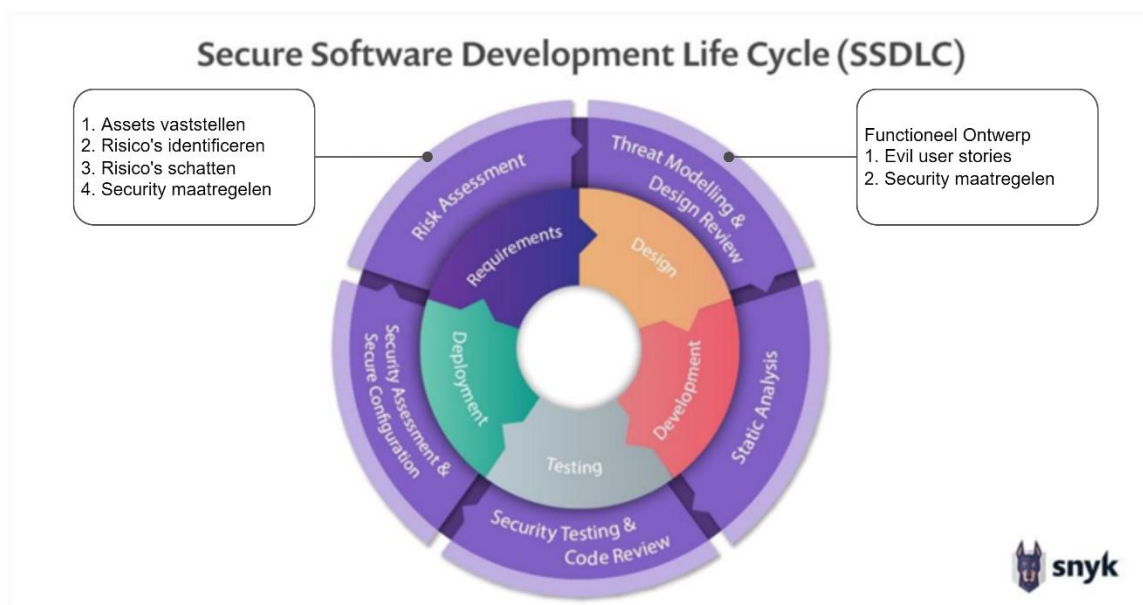 Secure Software Development Life Cycle (SSDLC)
1. Assets vaststellen
2. Risico's identificeren
3. Risico's schatten
4. Security maatregelen
Functioneel Ontwerp
1. Evil user stories
2. Security maatregelen
Risk Assessment
Threat Modelling &
Design Review
Requirements
Design
Security Assessment &
Secure Configuration
Deployment
Development
Static Analysis
Testing
Security Testing &
Code Review
snyk